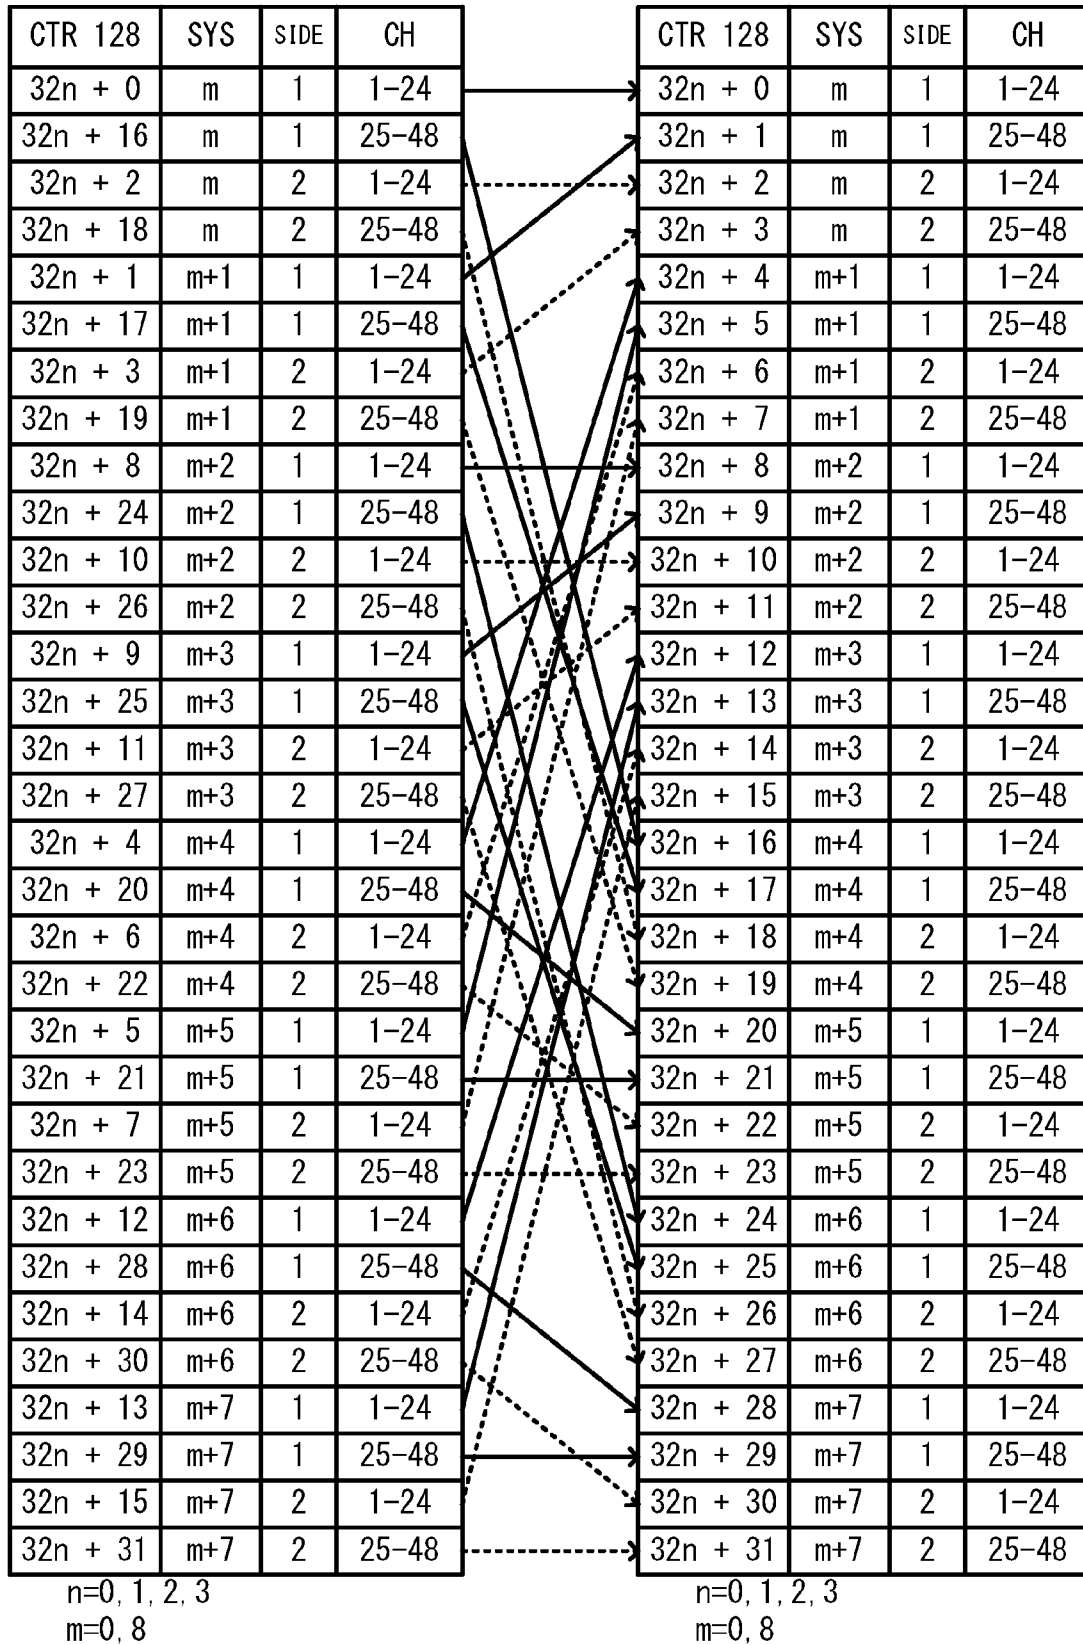 CTR 128 SYS SIDE CH CTR 128 SYS SIDE CH
32n + 0 m 1 1-24 32n + 0 m 1 1-24
32n + 16 m 1 25-48 32n + 1 m 1 25-48
32n + 2 m 2 1-24 32n + 2 m 2 1-24
32n + 18 m 2 25-48 32n + 3 m 2 25-48
32n + 1 m+1 1 1-24 32n + 4 m+1 1 1-24
32n + 17 m+1 1 25-48 32n + 5 m+1 1 25-48
32n + 3 m+1 2 1-24 32n + 6 m+1 2 1-24
32n + 19 m+1 2 25-48 32n + 7 m+1 2 25-48
32n + 8 m+2 1 1-24 32n + 8 m+2 1 1-24
32n + 24 m+2 1 25-48 32n + 9 m+2 1 25-48
32n + 10 m+2 2 1-24 32n + 10 m+2 2 1-24
32n + 26 m+2 2 25-48 32n + 11 m+2 2 25-48
32n + 9 m+3 1 1-24 32n + 12 m+3 1 1-24
32n + 25 m+3 1 25-48 32n + 13 m+3 1 25-48
32n + 11 m+3 2 1-24 32n + 14 m+3 2 1-24
32n + 27 m+3 2 25-48 32n + 15 m+3 2 25-48
32n + 4 m+4 1 1-24 32n + 16 m+4 1 1-24
32n + 20 m+4 1 25-48 32n + 17 m+4 1 25-48
32n + 6 m+4 2 1-24 32n + 18 m+4 2 1-24
32n + 22 m+4 2 25-48 32n + 19 m+4 2 25-48
32n + 5 m+5 1 1-24 32n + 20 m+5 1 1-24
32n + 21 m+5 1 25-48 32n + 21 m+5 1 25-48
32n + 7 m+5 2 1-24 32n + 22 m+5 2 1-24
32n + 23 m+5 2 25-48 32n + 23 m+5 2 25-48
32n + 12 m+6 1 1-24 32n + 24 m+6 1 1-24
32n + 28 m+6 1 25-48 32n + 25 m+6 1 25-48
32n + 14 m+6 2 1-24 32n + 26 m+6 2 1-24
32n + 30 m+6 2 25-48 32n + 27 m+6 2 25-48
32n + 13 m+7 1 1-24 32n + 28 m+7 1 1-24
32n + 29 m+7 1 25-48 32n + 29 m+7 1 25-48
32n + 15 m+7 2 1-24 32n + 30 m+7 2 1-24
32n + 31 m+7 2 25-48 32n + 31 m+7 2 25-48
n=0, 1, 2, 3 n=0, 1, 2, 3
m=0, 8 m=0, 8